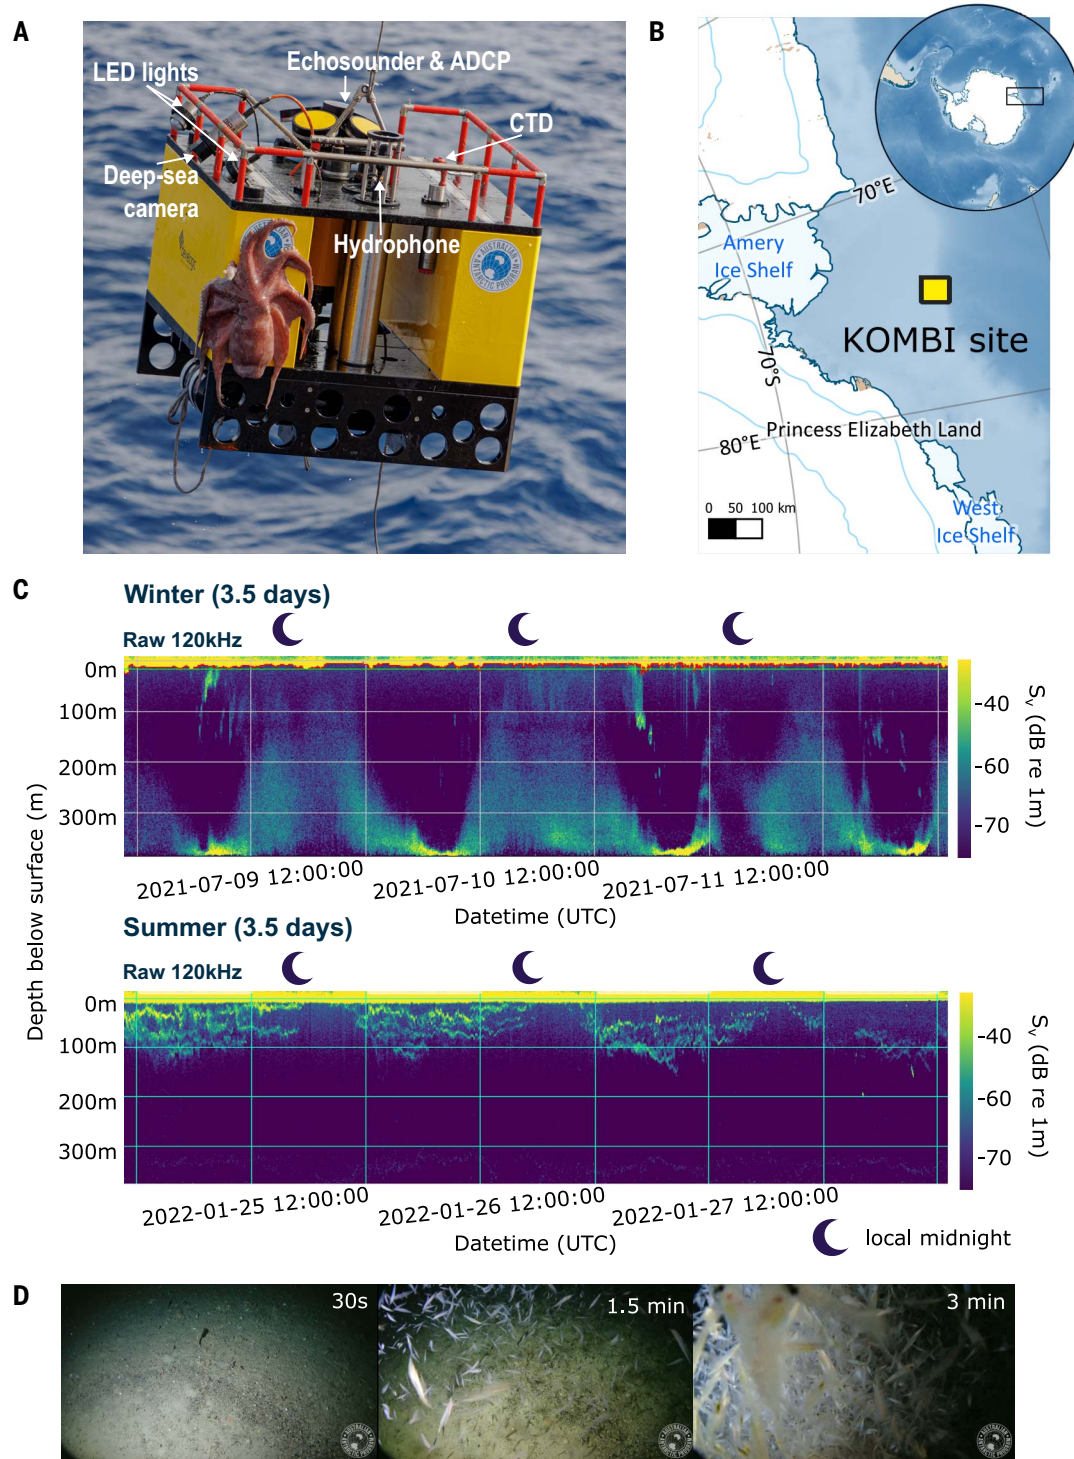 A
LED lights
Echosounder & ADCP
CTD
Deep-sea
camera
Hydrophone
AUSTRALIAN
ANTARCTIC PROGRAM
B
70°E
Amery
Ice Shelf
KOMBI site
70°S
Princess Elizabeth Land
80°E
0 50 100 km
West
Ice Shelf
C
Winter (3.5 days)
Raw 120kHz
0m
100m
200m
300m
-40
-60
-70
Sv (dB re 1m)
2021-07-09 12:00:00
2021-07-10 12:00:00
2021-07-11 12:00:00
Datetime (UTC)
Depth below surface (m)
Summer (3.5 days)
Raw 120kHz
0m
100m
200m
300m
-40
-60
-70
Sv (dB re 1m)
2022-01-25 12:00:00
2022-01-26 12:00:00
2022-01-27 12:00:00
Datetime (UTC)
local midnight
D
30s
1.5 min
3 min